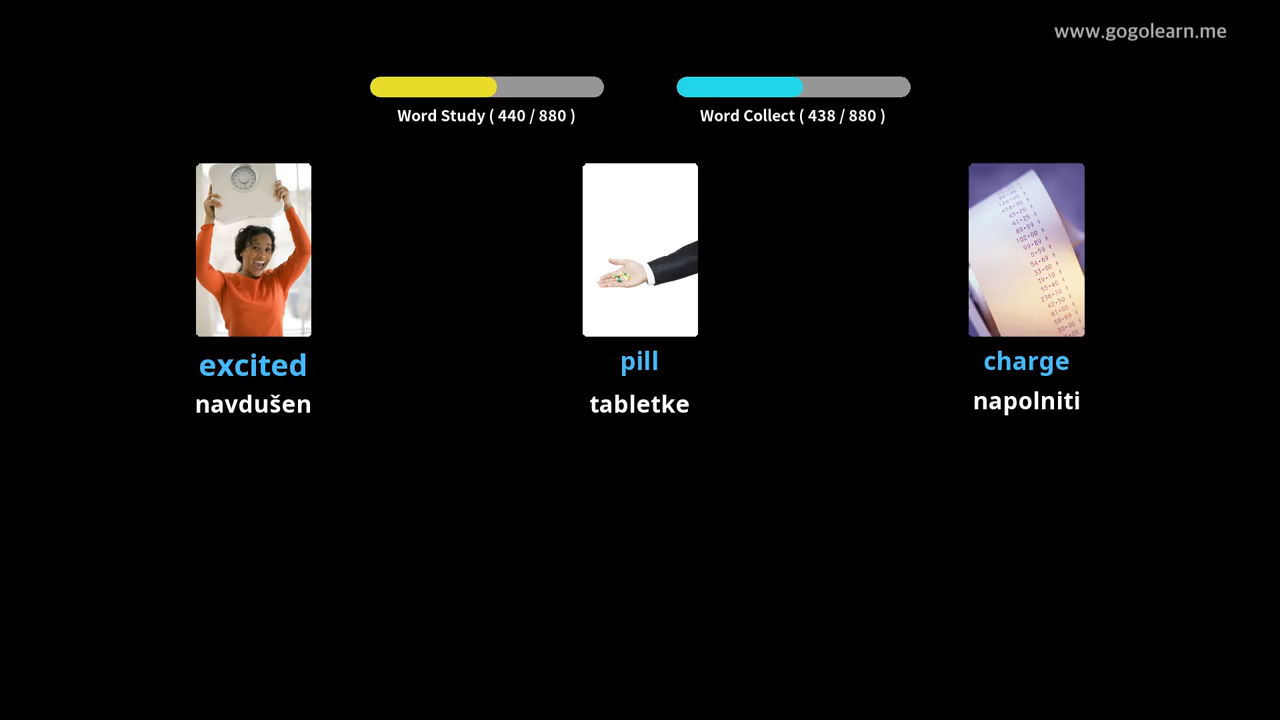 www.gogolearn.me
Word Study ( 440 / 880 )
Word Collect ( 438 / 880 )
excited
pill
charge
navdušen
tabletke
napolniti